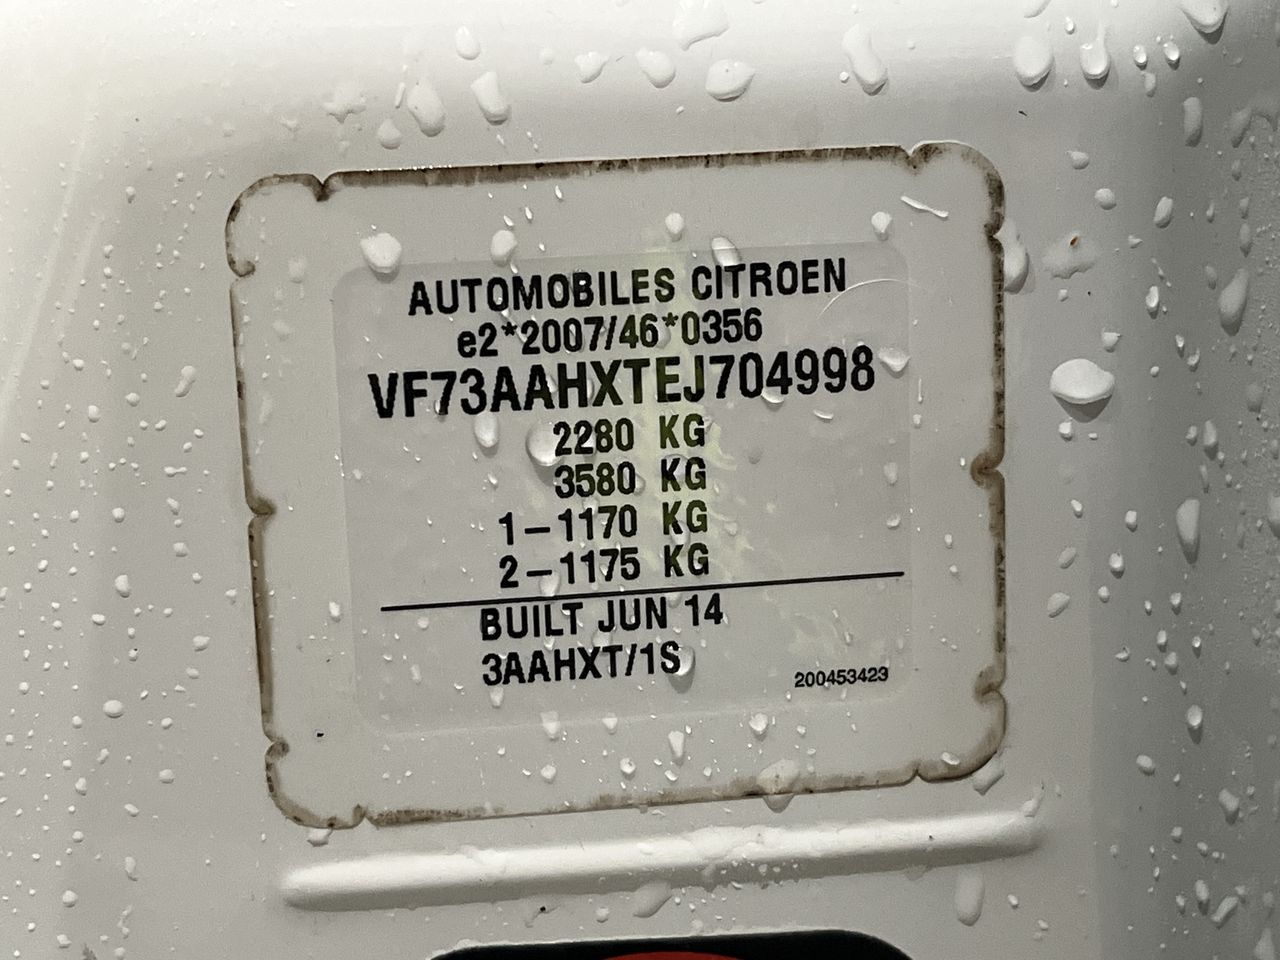 AUTOMOBILES CITROEN
e2*2007/46*0356
VF73AAHXTEJ704998
2280 KG
3580 KG
1–1170 KG
2–1175 KG
BUILT JUN 14
3AAHXT/1S
200453423